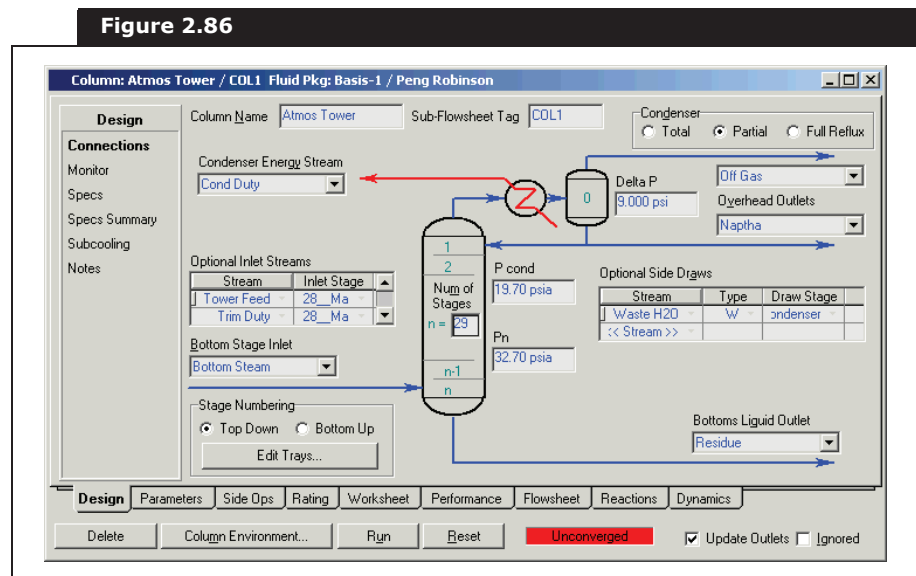 Figure 2.86
Column: Atmos Tower / COL1 Fluid Pkg: Basis-1 / Peng Robinson
Design
Connections
Monitor
Specs
Specs Summary
Subcooling
Notes
Column Name Atmos Tower Sub-Flowsheet Tag COL1
Condenser
Total Partial Full Reflux
Condenser Energy Stream
Cond Duty
0
Delta P
9.000 psi
Off Gas
Overhead Outlets
Naptha
Optional Inlet Streams
Stream Inlet Stage
Tower Feed 28__Ma
Trim Duty 28__Ma
Bottom Stage Inlet
Bottom Steam
1
2
Num of
Stages
n = 29
n-1
n
P cond
19.70 psia
Pn
32.70 psia
Optional Side Draws
Stream Type Draw Stage
Waste H2O W ondenser
<< Stream >>
Stage Numbering
Top Down Bottom Up
Edit Trays...
Bottoms Liquid Outlet
Residue
Design Parameters Side Ops Rating Worksheet Performance Flowsheet Reactions Dynamics
Delete Column Environment... Run Reset Unconverged Update Outlets Ignored